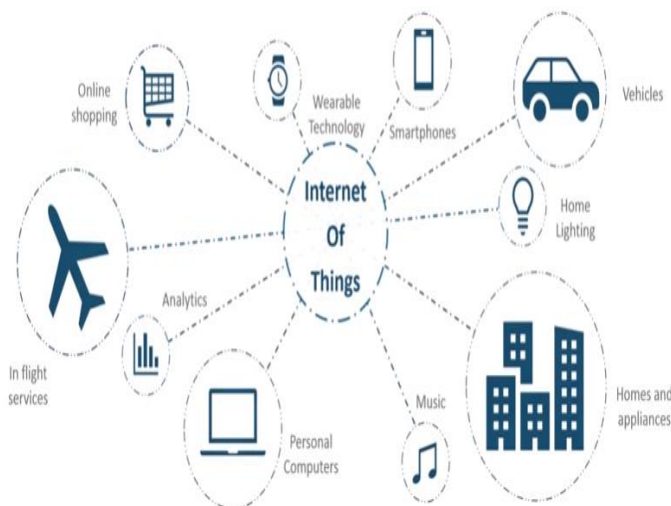 Online
shopping
Wearable
Technology
Smartphones
Vehicles
Internet
Of
Things
Home
Lighting
In flight
services
Analytics
Personal
Computers
Music
Homes and
appliances